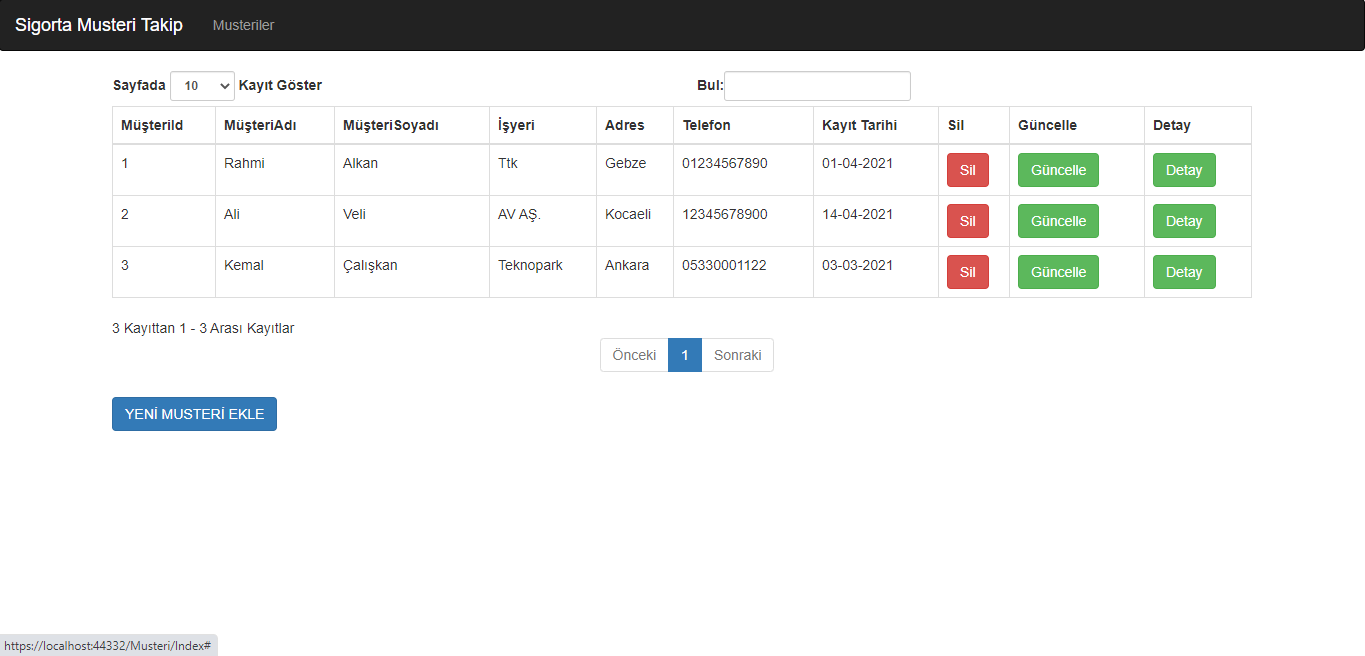 Sigorta Musteri Takip Musteriler
Sayfada 10 Kayıt Göster Bul:
MüşteriId MüşteriAdı MüşteriSoyadı İşyeri Adres Telefon Kayıt Tarihi Sil Güncelle Detay
1 Rahmi Alkan Ttk Gebze 01234567890 01-04-2021 Sil Güncelle Detay
2 Ali Veli AV AŞ. Kocaeli 12345678900 14-04-2021 Sil Güncelle Detay
3 Kemal Çalışkan Teknopark Ankara 05330001122 03-03-2021 Sil Güncelle Detay
3 Kayıttan 1 - 3 Arası Kayıtlar
Önceki 1 Sonraki
YENİ MUSTERİ EKLE
https://localhost:44332/Musteri/Index#